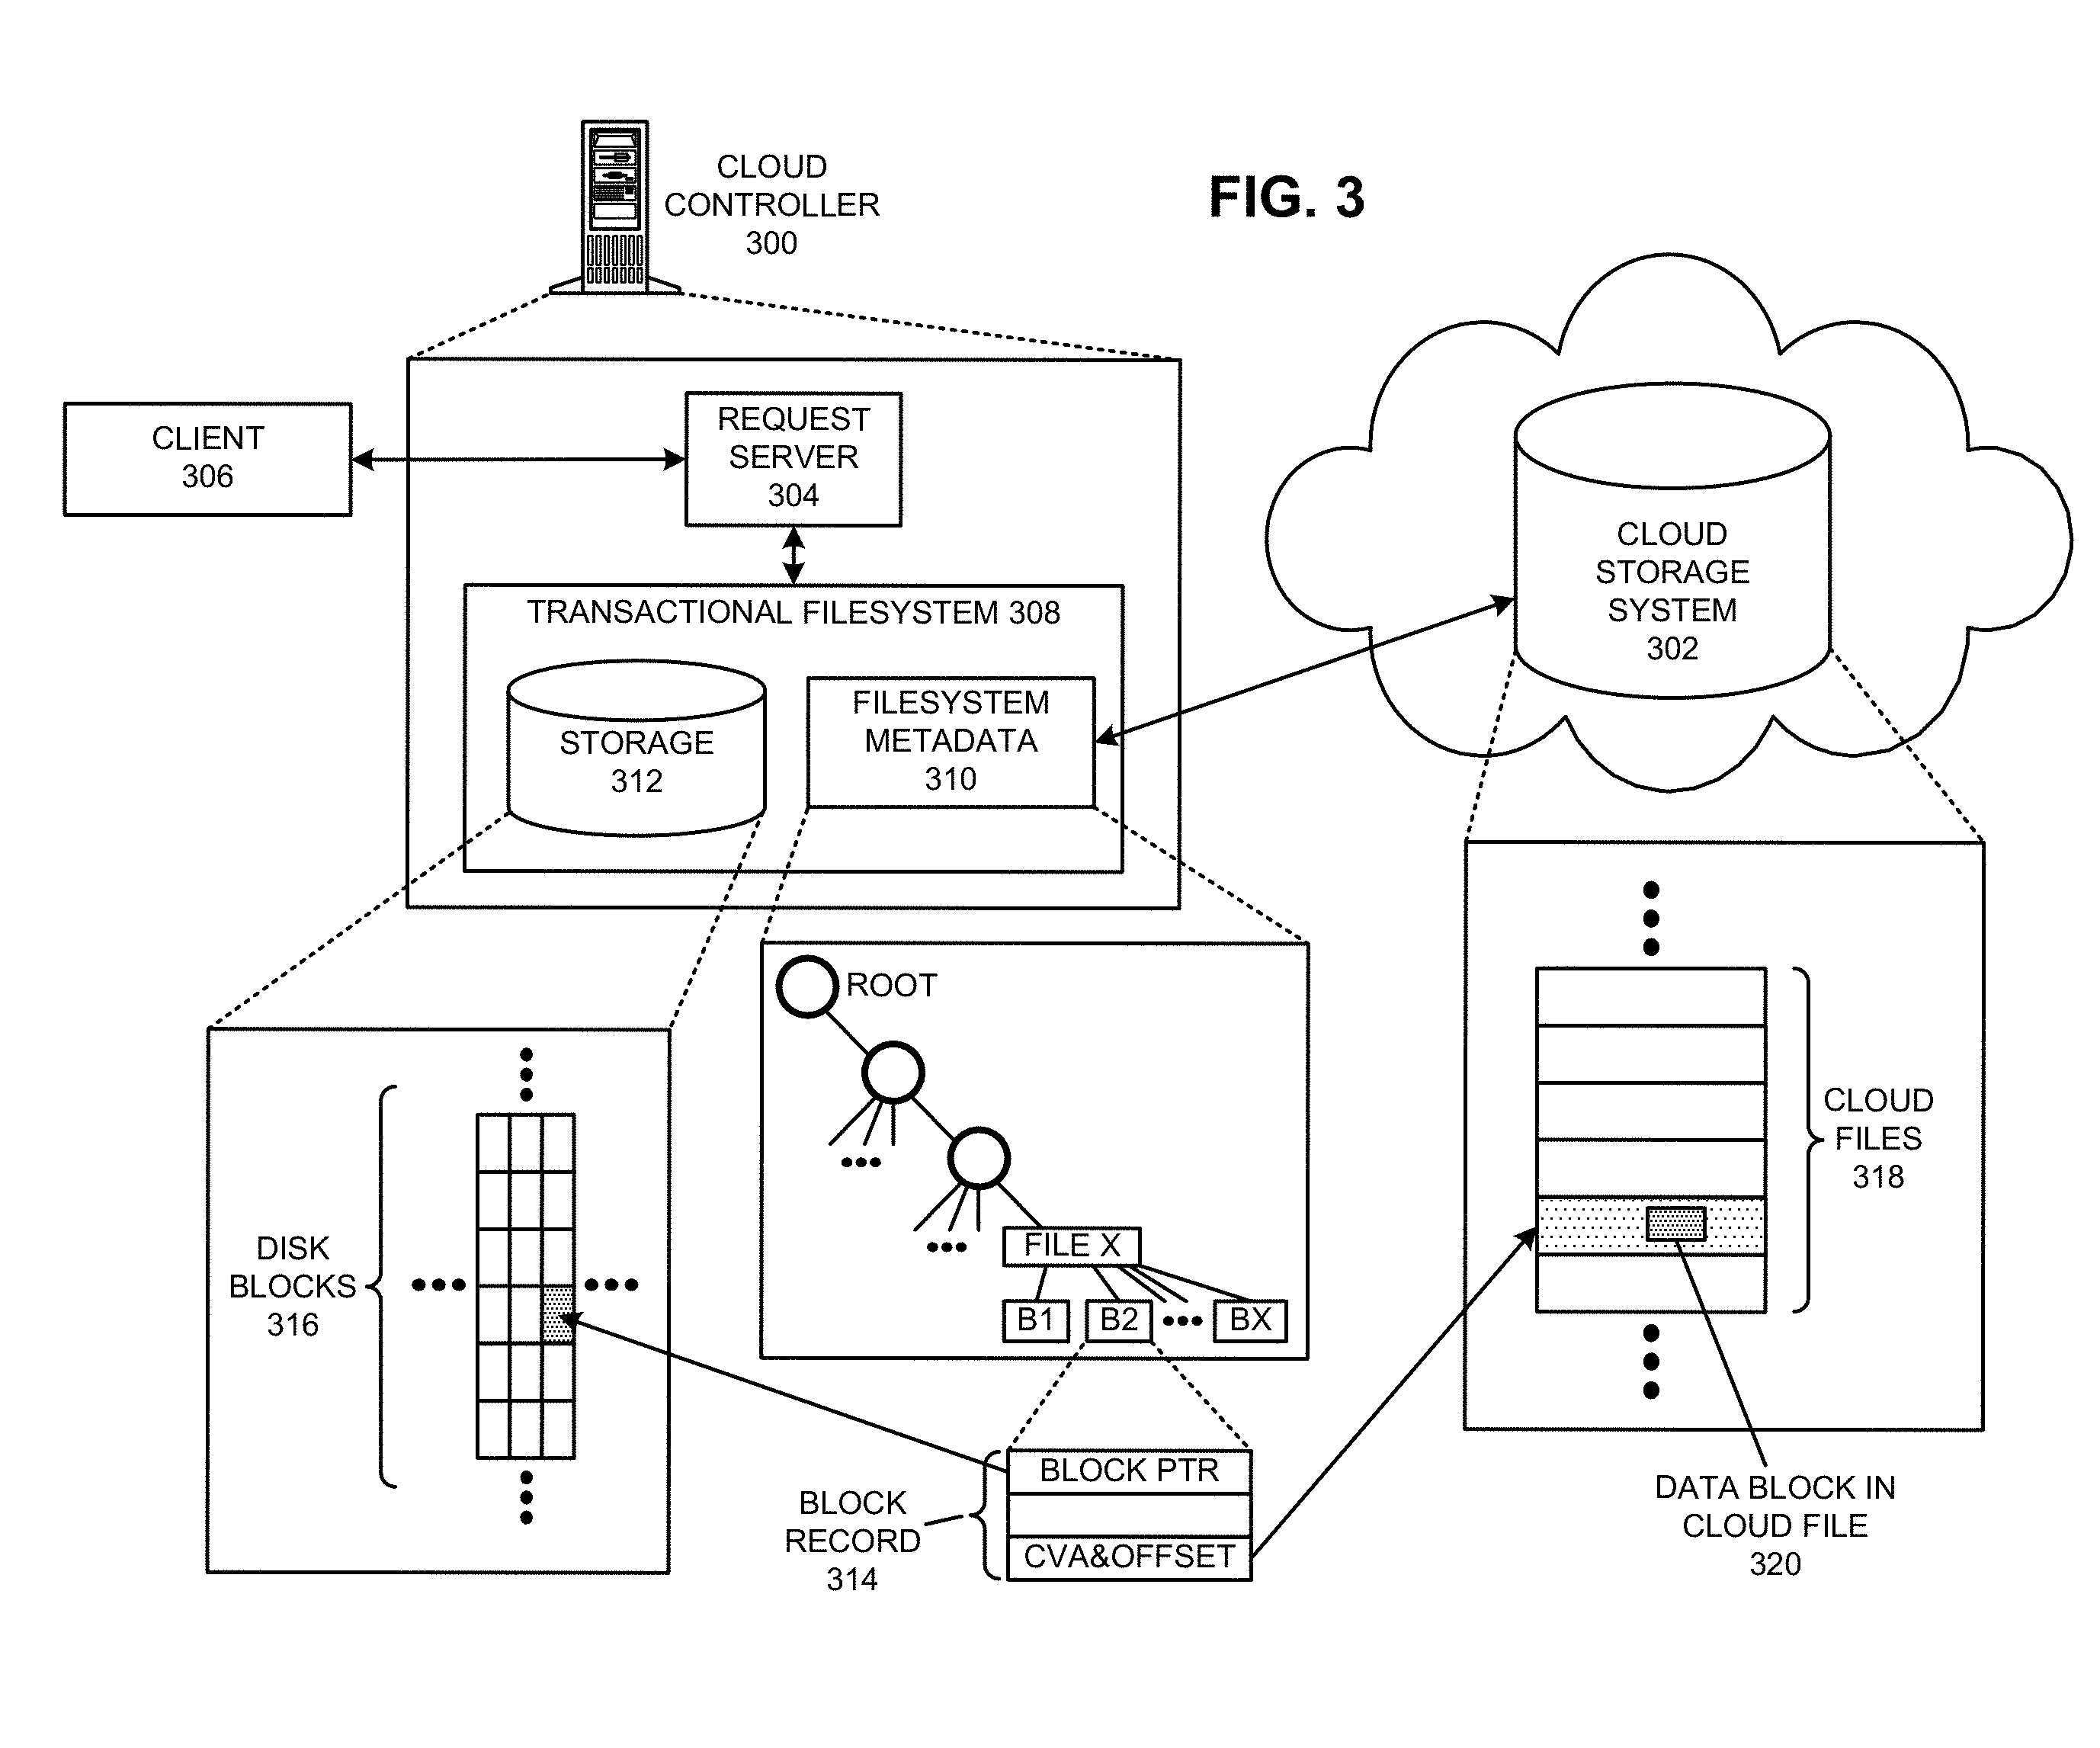 FIG. 3
CLOUD
CONTROLLER
300
CLIENT
306
REQUEST
SERVER
304
TRANSACTIONAL FILESYSTEM 308
STORAGE
312
FILESYSTEM
METADATA
310
CLOUD
STORAGE
SYSTEM
302
ROOT
FILE X
B1
B2
BX
DISK
BLOCKS
316
CLOUD
FILES
318
BLOCK
RECORD
314
BLOCK PTR
CVA&OFFSET
DATA BLOCK IN
CLOUD FILE
320